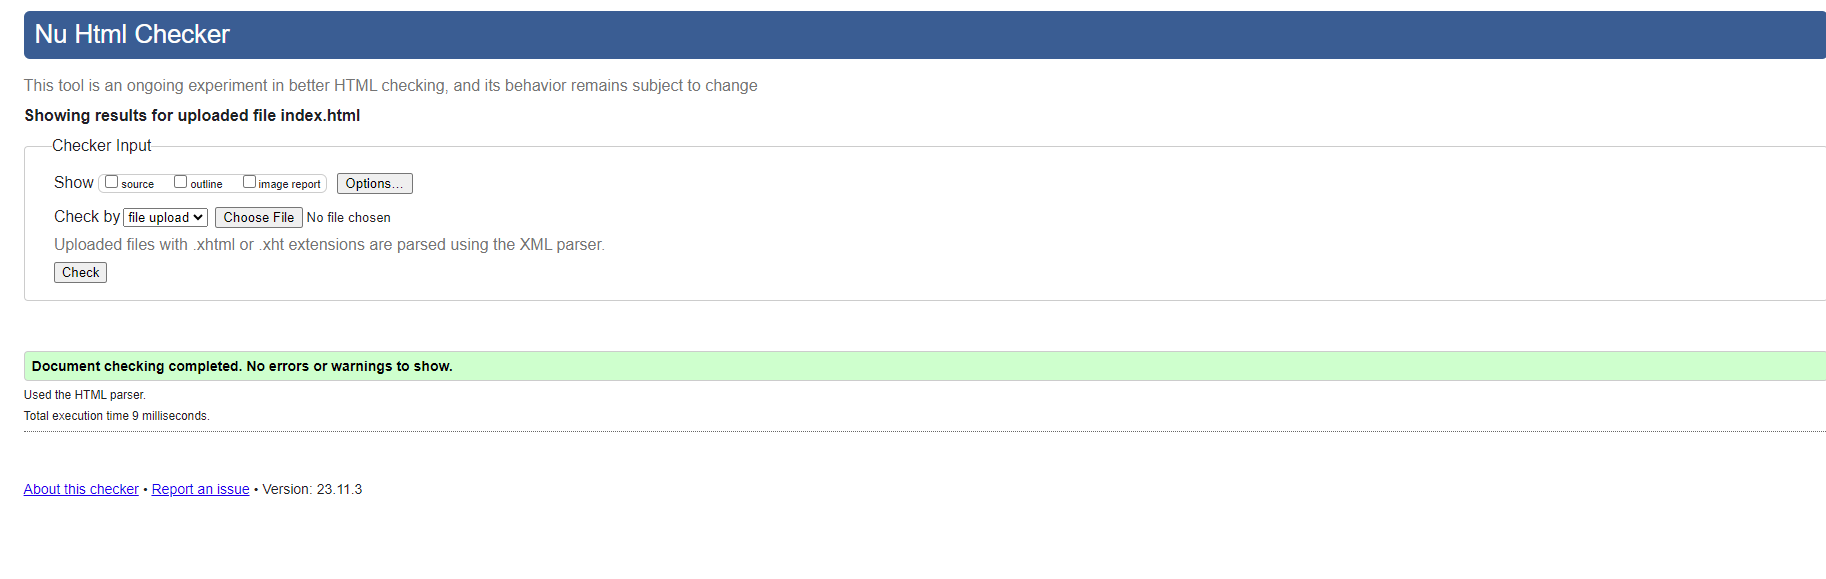 Nu Html Checker
This tool is an ongoing experiment in better HTML checking, and its behavior remains subject to change
Showing results for uploaded file index.html
Checker Input
Show source outline image report Options...
Check by file upload Choose File No file chosen
Uploaded files with .xhtml or .xht extensions are parsed using the XML parser.
Check
Document checking completed. No errors or warnings to show.
Used the HTML parser.
Total execution time 9 milliseconds.
About this checker • Report an issue • Version: 23.11.3